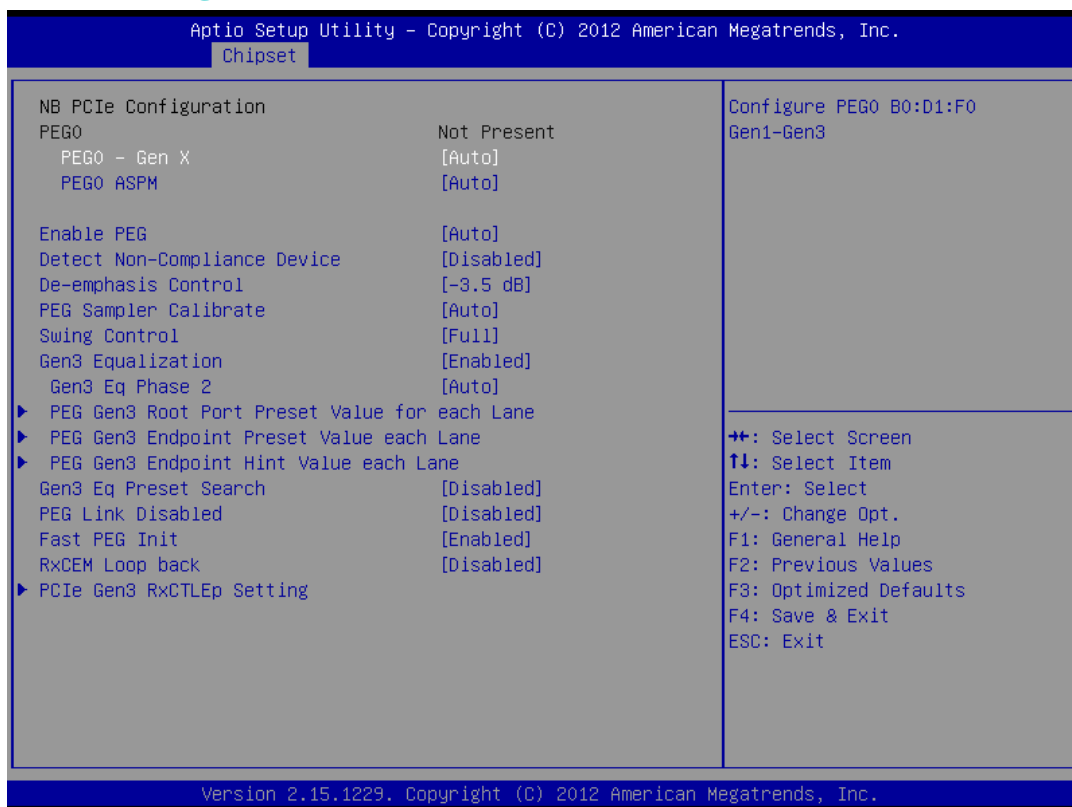 Aptio Setup Utility – Copyright (C) 2012 American Megatrends, Inc.
Chipset
NB PCIe Configuration
PEG0 Not Present
PEG0 – Gen X [Auto]
PEG0 ASPM [Auto]
Enable PEG [Auto]
Detect Non-Compliance Device [Disabled]
De-emphasis Control [-3.5 dB]
PEG Sampler Calibrate [Auto]
Swing Control [Full]
Gen3 Equalization [Enabled]
Gen3 Eq Phase 2 [Auto]
▶ PEG Gen3 Root Port Preset Value for each Lane
▶ PEG Gen3 Endpoint Preset Value each Lane
▶ PEG Gen3 Endpoint Hint Value each Lane
Gen3 Eq Preset Search [Disabled]
PEG Link Disabled [Disabled]
Fast PEG Init [Enabled]
RxCEM Loop back [Disabled]
▶ PCIe Gen3 RxCTLEp Setting
Configure PEG0 B0:D1:F0
Gen1-Gen3
→←: Select Screen
↑↓: Select Item
Enter: Select
+/-: Change Opt.
F1: General Help
F2: Previous Values
F3: Optimized Defaults
F4: Save & Exit
ESC: Exit
Version 2.15.1229. Copyright (C) 2012 American Megatrends, Inc.